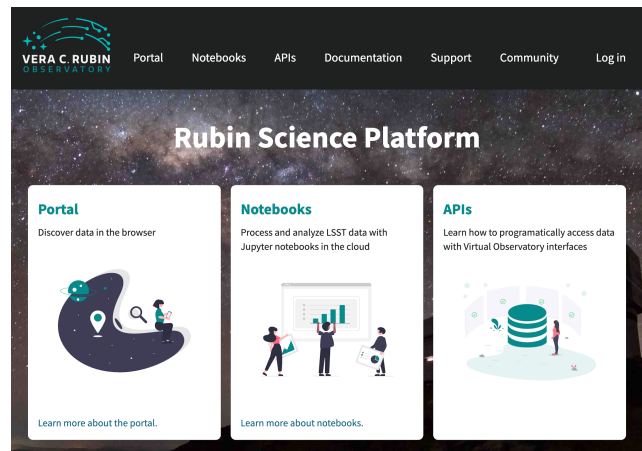 VERA C. RUBIN
OBSERVATORY
Portal Notebooks APIs Documentation Support Community Log in
Rubin Science Platform
Portal
Discover data in the browser
Learn more about the portal.
Notebooks
Process and analyze LSST data with
Jupyter notebooks in the cloud
Learn more about notebooks.
APIs
Learn how to programatically access data
with Virtual Observatory interfaces